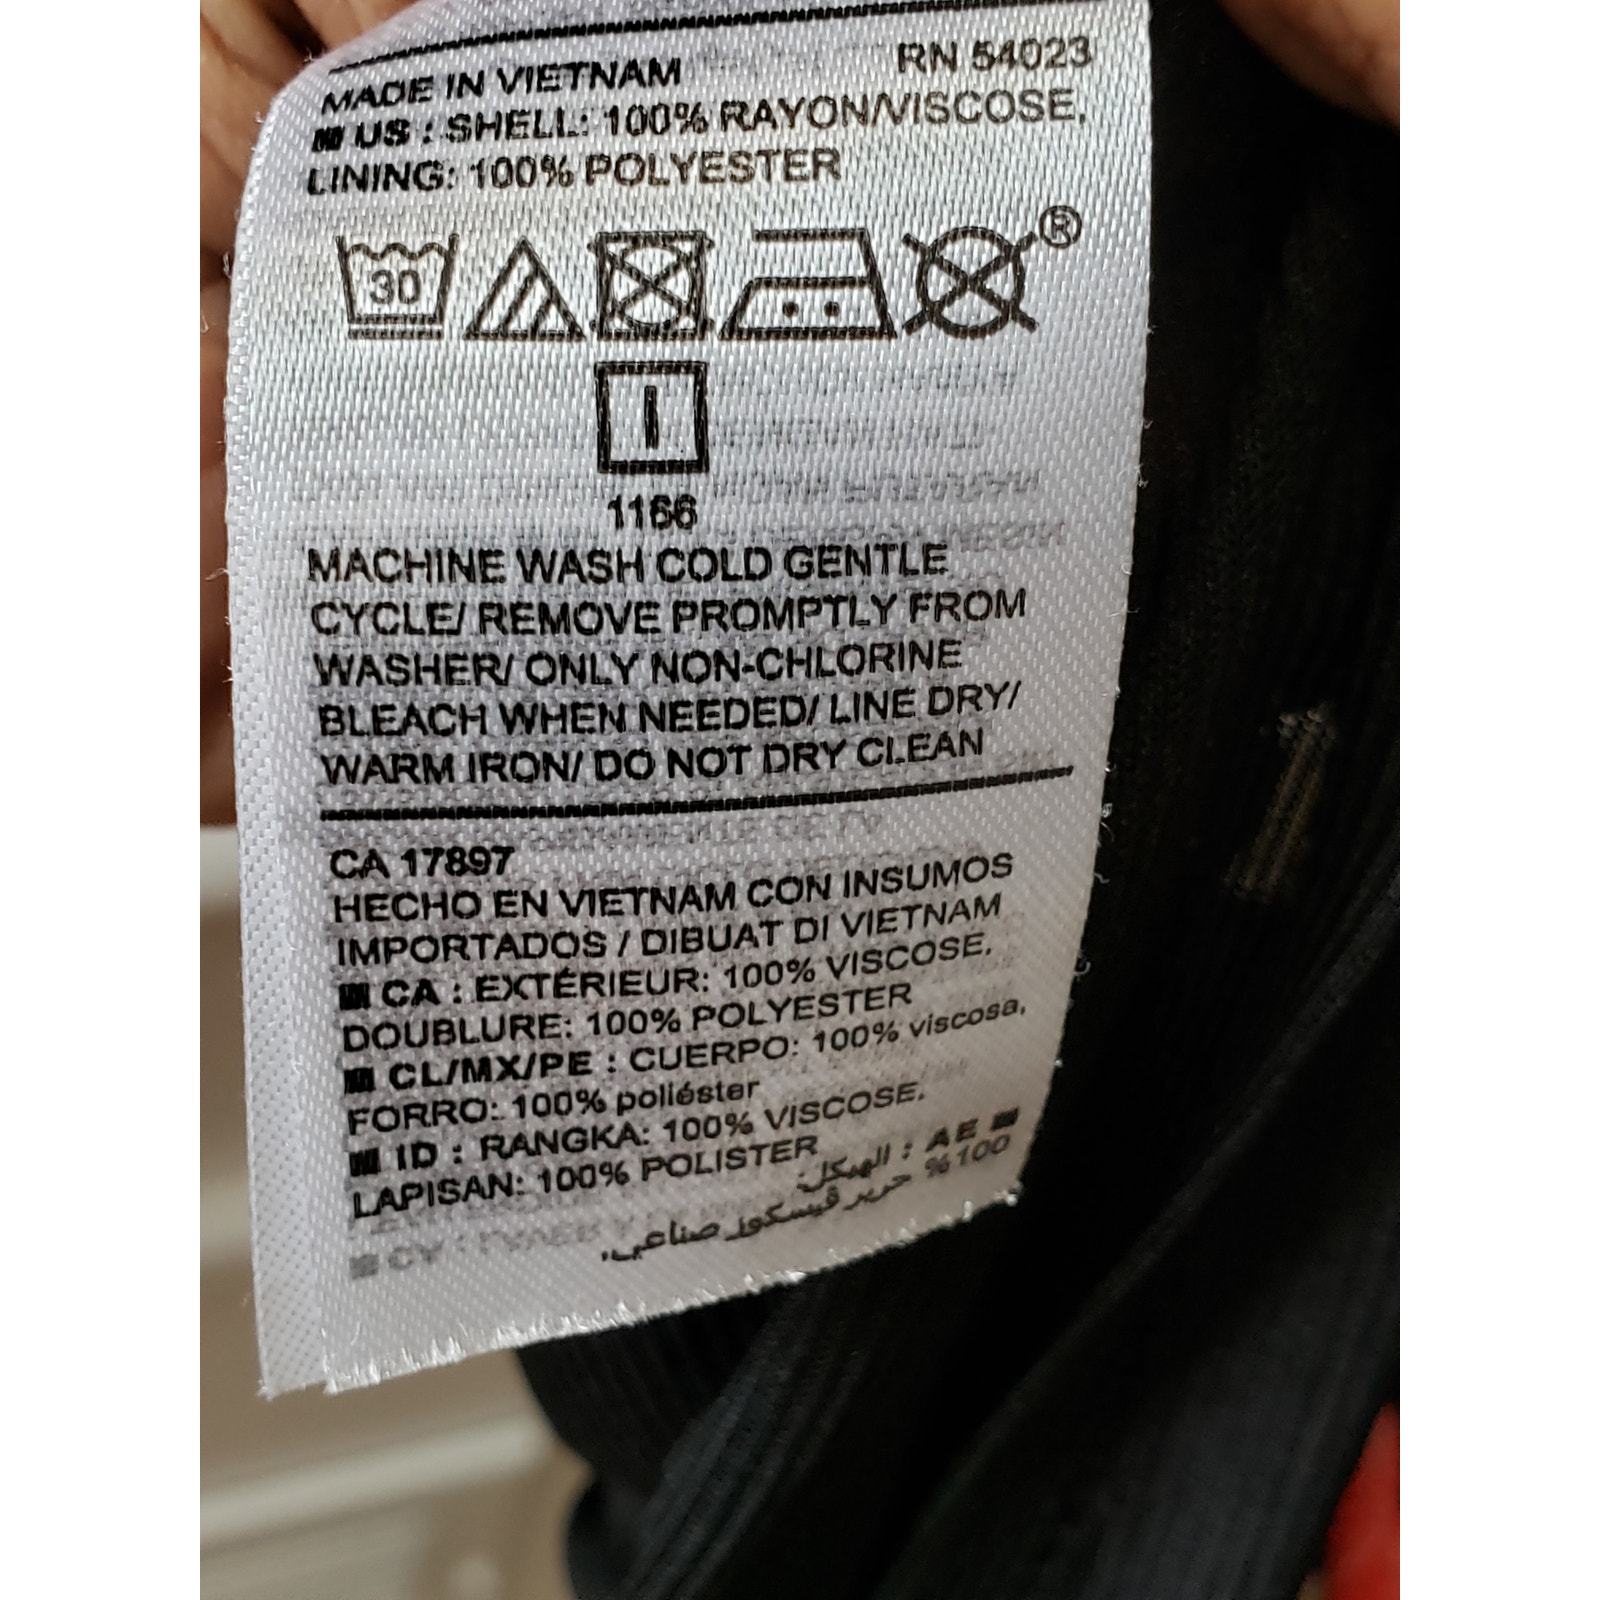 MADE IN VIETNAM RN 54023
US : SHELL: 100% RAYON/VISCOSE,
LINING: 100% POLYESTER
30
®
1166
MACHINE WASH COLD GENTLE
CYCLE/ REMOVE PROMPTLY FROM
WASHER/ ONLY NON-CHLORINE
BLEACH WHEN NEEDED/ LINE DRY/
WARM IRON/ DO NOT DRY CLEAN
CA 17897
HECHO EN VIETNAM CON INSUMOS
IMPORTADOS / DIBUAT DI VIETNAM
CA : EXTÉRIEUR: 100% VISCOSE,
DOUBLURE: 100% POLYESTER
CL/MX/PE : CUERPO: 100% viscosa,
FORRO: 100% poliéster
ID : RANGKA: 100% VISCOSE,
LAPISAN: 100% POLISTER
AE : الهيكل:
100% حرير ڤيسكوز صناعي,